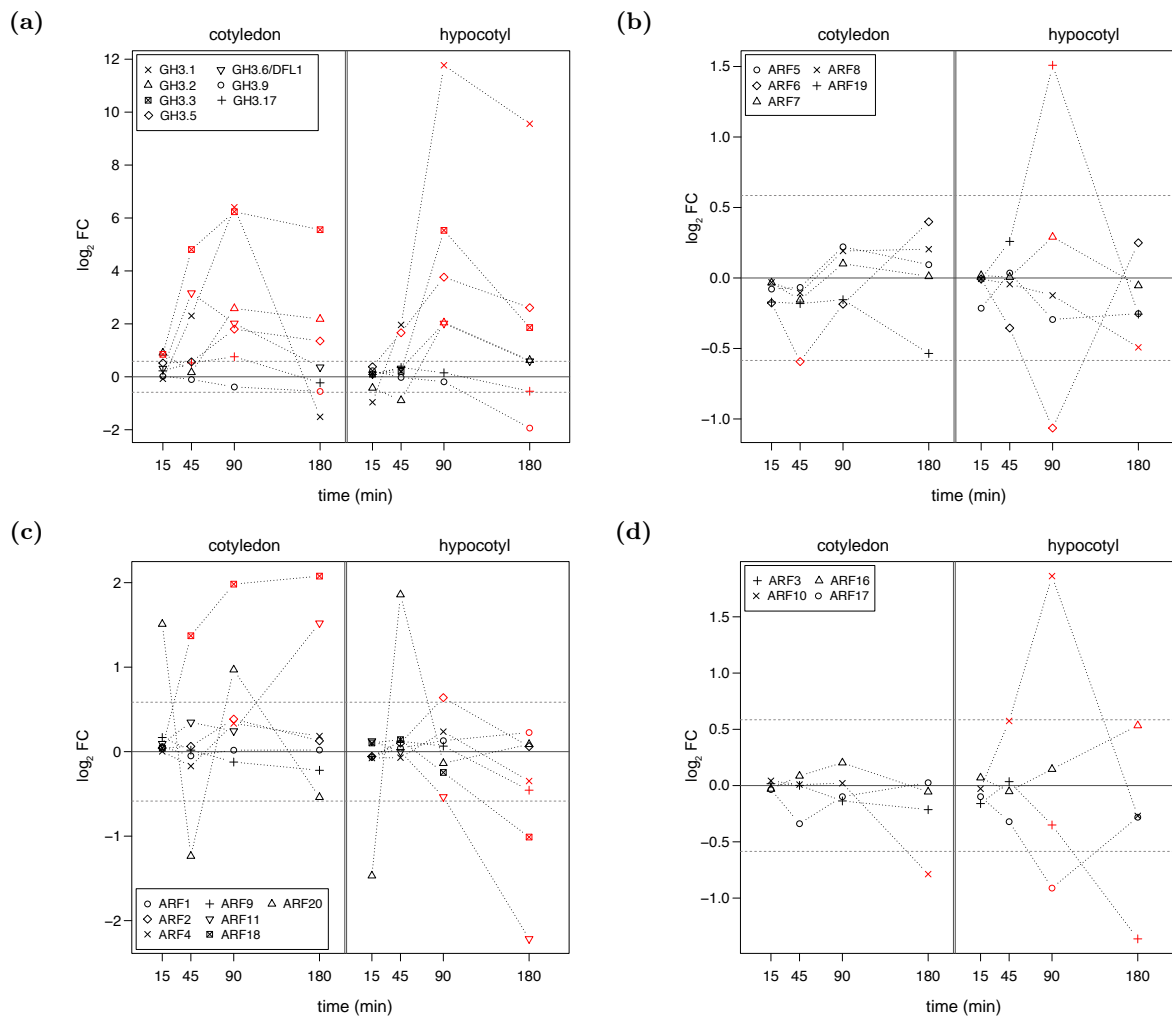 (a)
cotyledon hypocotyl
12
10
8
6
4
2
0
−2
log2 FC
GH3.1 GH3.6/DFL1
GH3.2 GH3.9
GH3.3 GH3.17
GH3.5
15 45 90 180 15 45 90 180
time (min)
(b)
cotyledon hypocotyl
1.5
1.0
0.5
0.0
−0.5
−1.0
log2 FC
ARF5 ARF8
ARF6 ARF19
ARF7
15 45 90 180 15 45 90 180
time (min)
(c)
cotyledon hypocotyl
2
1
0
−1
−2
log2 FC
ARF1 ARF9 ARF20
ARF2 ARF11
ARF4 ARF18
15 45 90 180 15 45 90 180
time (min)
(d)
cotyledon hypocotyl
1.5
1.0
0.5
0.0
−0.5
−1.0
log2 FC
ARF3 ARF16
ARF10 ARF17
15 45 90 180 15 45 90 180
time (min)